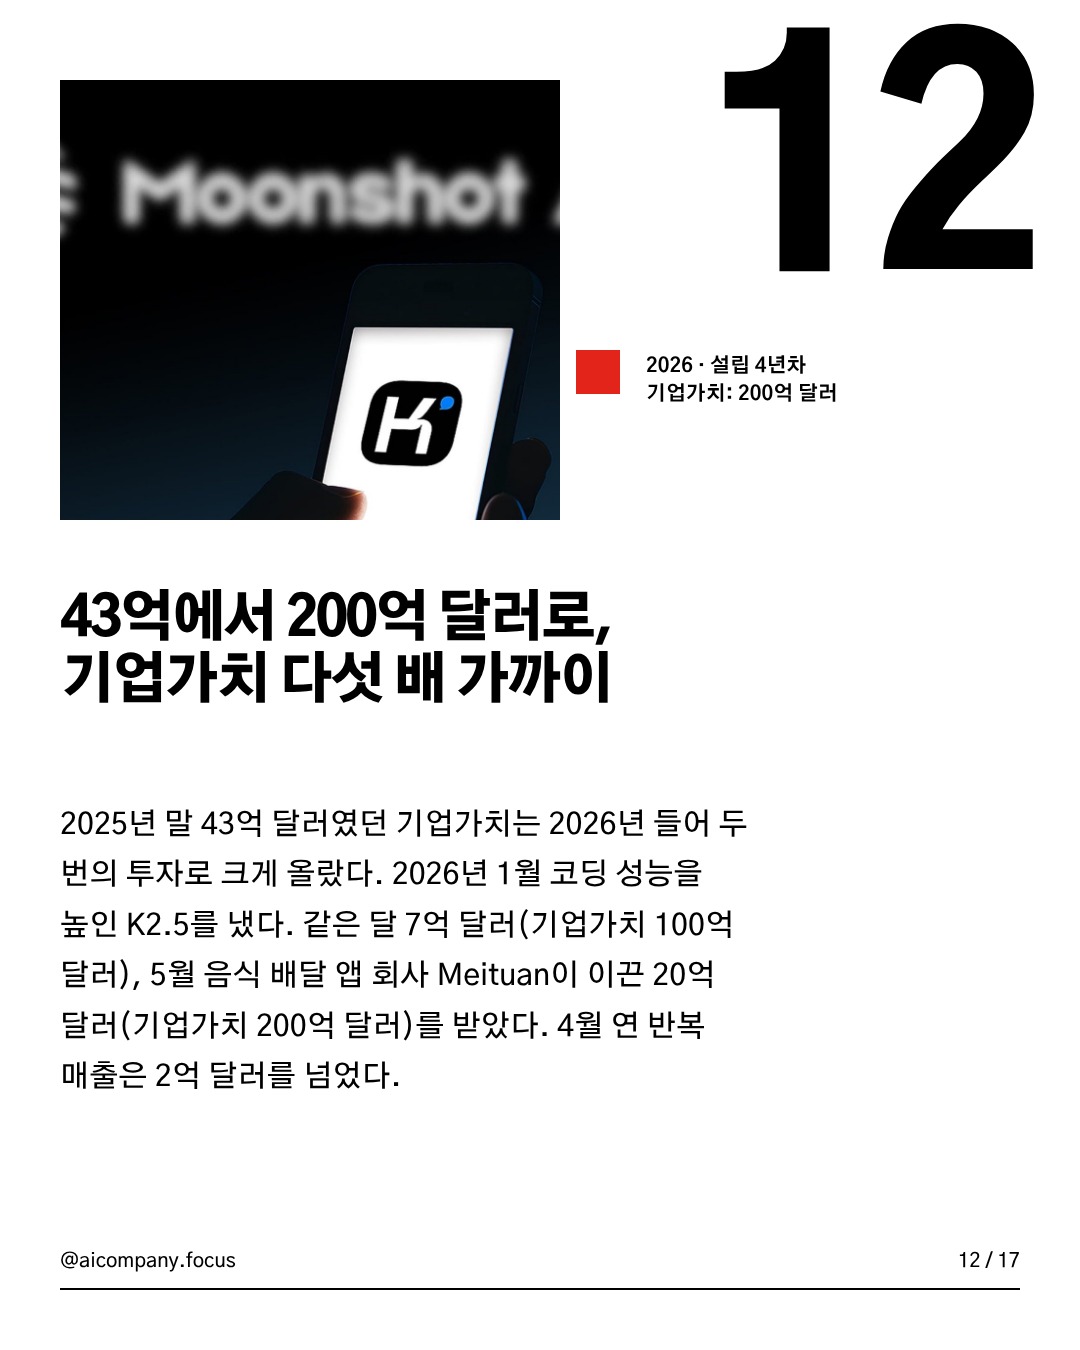 12
Moonshot
K
2026 · 설립 4년차
기업가치: 200억 달러
43억에서 200억 달러로,
기업가치 다섯 배 가까이
2025년 말 43억 달러였던 기업가치는 2026년 들어 두
번의 투자로 크게 올랐다. 2026년 1월 코딩 성능을
높인 K2.5를 냈다. 같은 달 7억 달러(기업가치 100억
달러), 5월 음식 배달 앱 회사 Meituan이 이끈 20억
달러(기업가치 200억 달러)를 받았다. 4월 연 반복
매출은 2억 달러를 넘었다.
@aicompany.focus
12 / 17